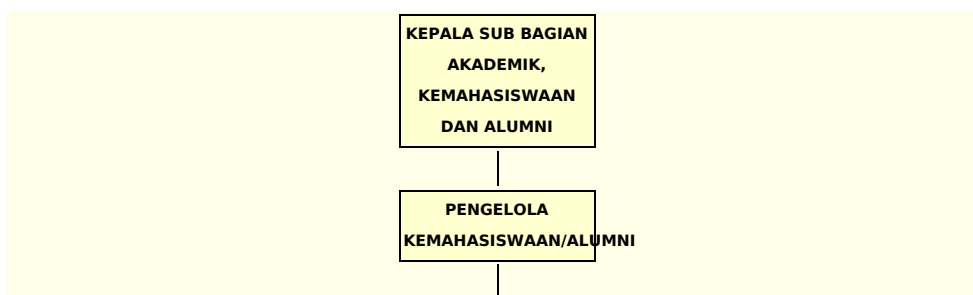 KEPALA SUB BAGIAN
AKADEMIK,
KEMAHASISWAAN
DAN ALUMNI
PENGELOLA
KEMAHASISWAAN/ALUMNI